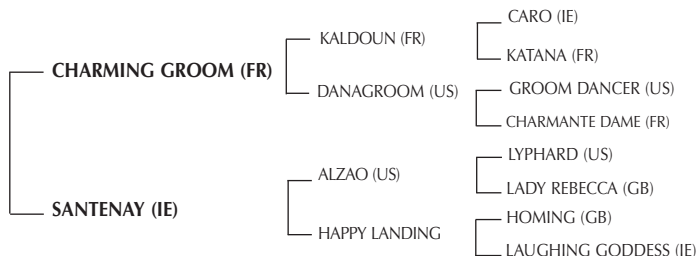 CARO (IE)
KALDOUN (FR)
KATANA (FR)
CHARMING GROOM (FR)
DANAGROOM (US)
GROOM DANCER (US)
CHARMANTE DAME (FR)
LYPHARD (US)
ALZAO (US)
LADY REBECCA (GB)
SANTENAY (IE)
HOMING (GB)
HAPPY LANDING
LAUGHING GODDESS (IE)